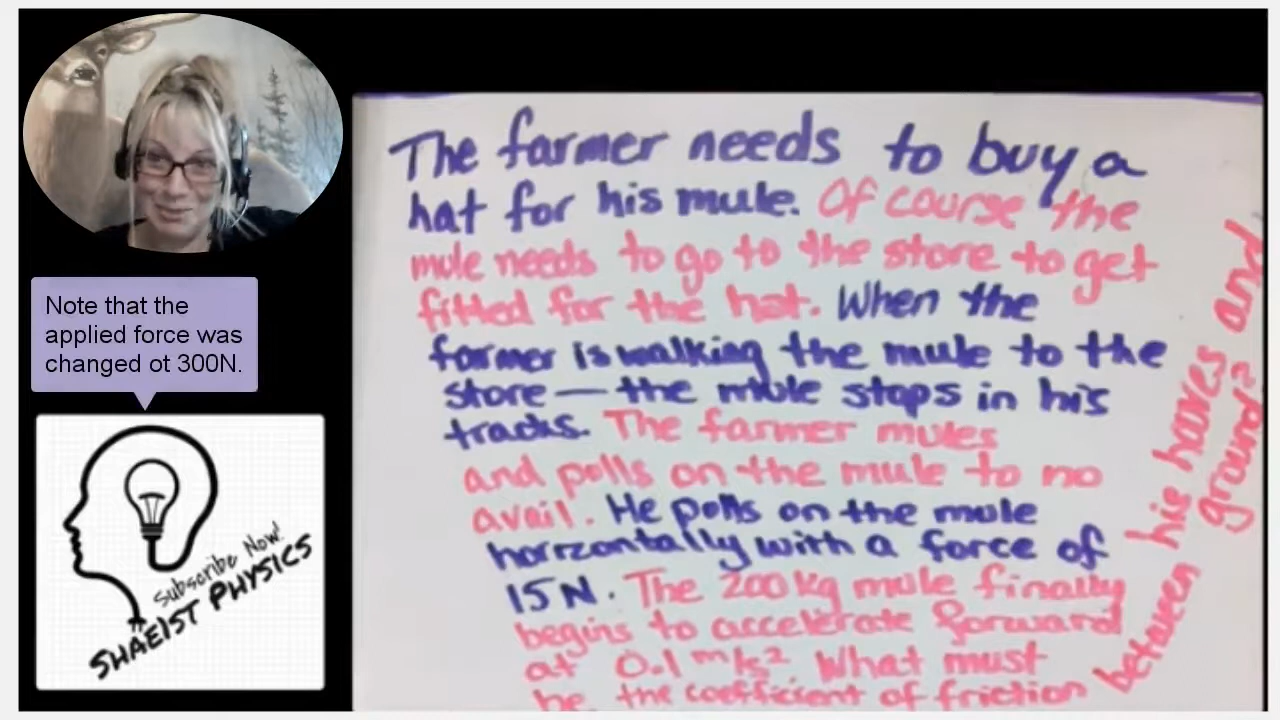 Note that the
applied force was
changed ot 300N.
Subscribe Now!
SHAEIST PHYSICS
The farmer needs to buy a
hat for his mule. Of course the
mule needs to go to the store to get
fitted for the hat. When the
farmer is walking the mule to the
store — the mule stops in his
tracks. The farmer mules
and polls on the mule to no
avail. He polls on the mule
horizontally with a force of
15 N. The 200 kg mule finally
begins to accelerate forward
at 0.1 m/s² What must
be the coefficient of friction
between his hooves and
ground?